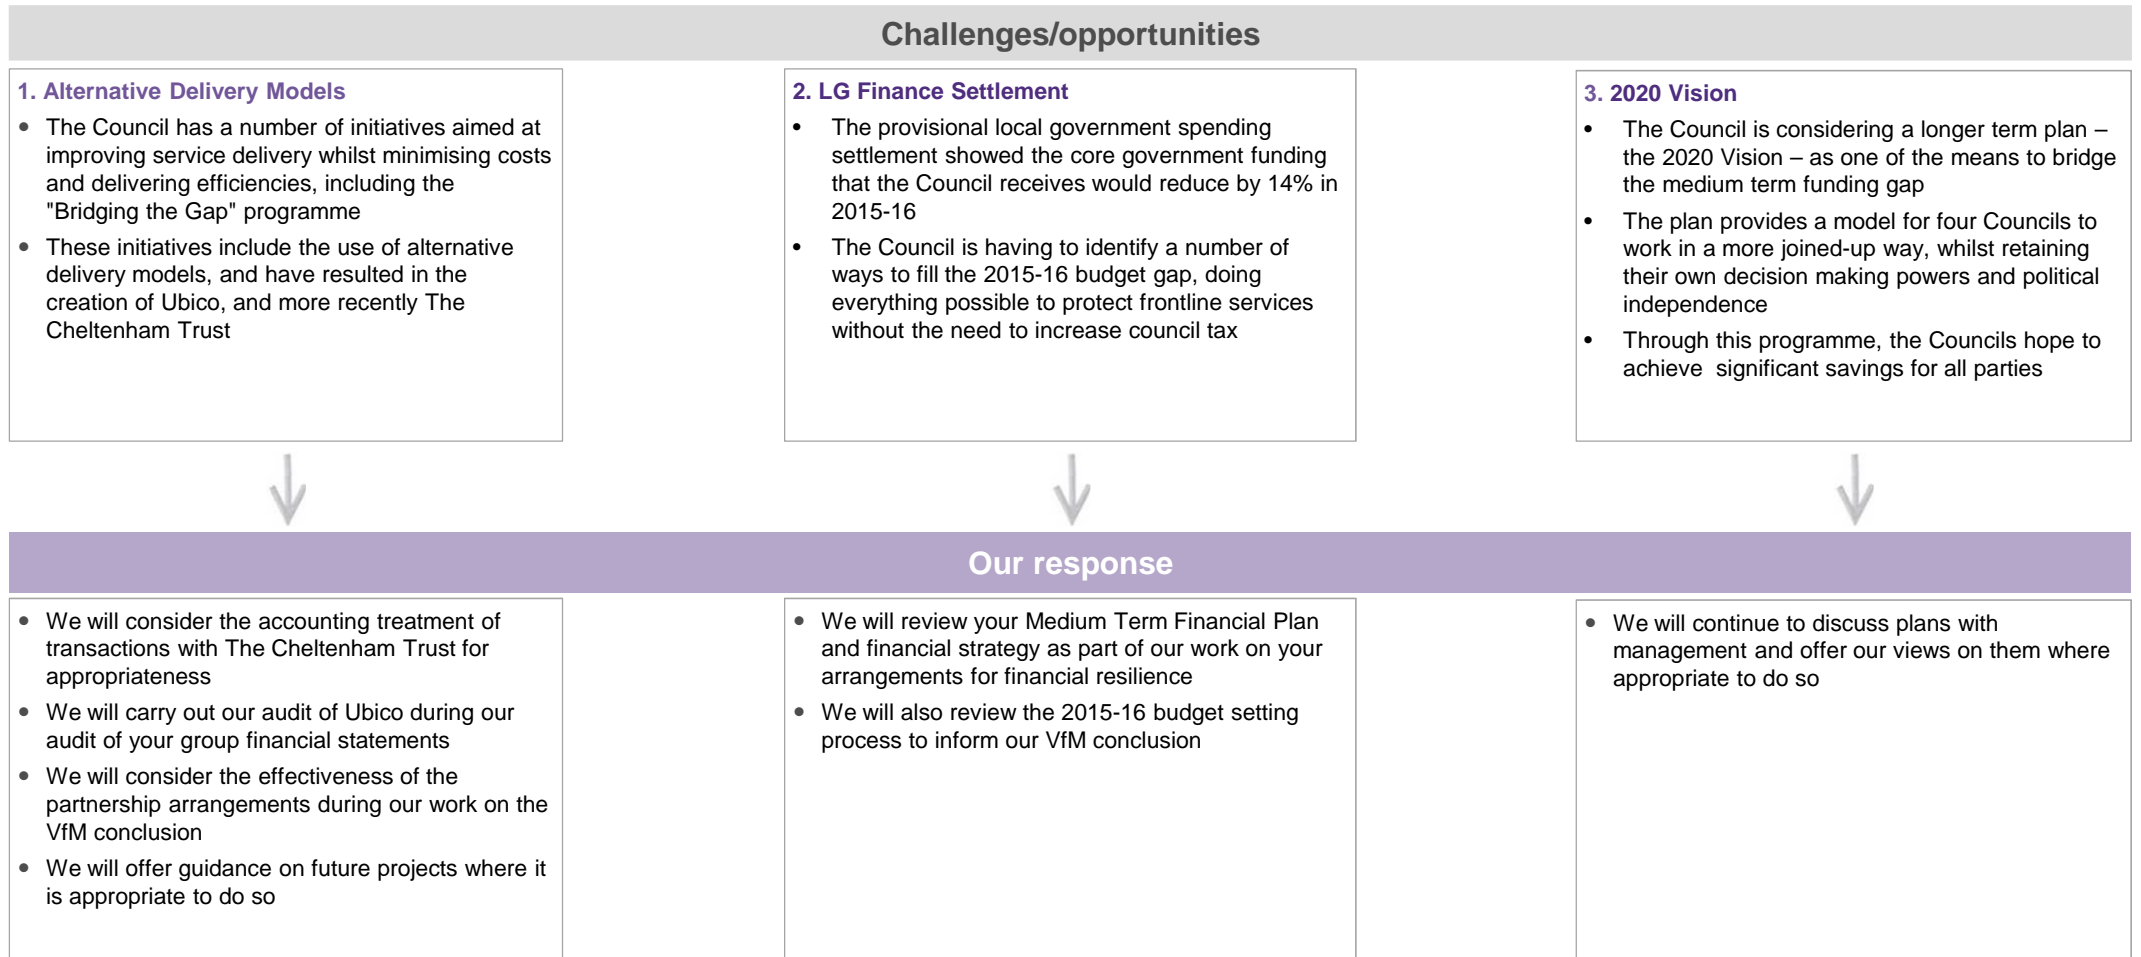 Challenges/opportunities
1. Alternative Delivery Models
• The Council has a number of initiatives aimed at
improving service delivery whilst minimising costs
and delivering efficiencies, including the
"Bridging the Gap" programme
• These initiatives include the use of alternative
delivery models, and have resulted in the
creation of Ubico, and more recently The
Cheltenham Trust
2. LG Finance Settlement
• The provisional local government spending
settlement showed the core government funding
that the Council receives would reduce by 14% in
2015-16
• The Council is having to identify a number of
ways to fill the 2015-16 budget gap, doing
everything possible to protect frontline services
without the need to increase council tax
3. 2020 Vision
• The Council is considering a longer term plan –
the 2020 Vision – as one of the means to bridge
the medium term funding gap
• The plan provides a model for four Councils to
work in a more joined-up way, whilst retaining
their own decision making powers and political
independence
• Through this programme, the Councils hope to
achieve  significant savings for all parties
Our response
• We will consider the accounting treatment of
transactions with The Cheltenham Trust for
appropriateness
• We will carry out our audit of Ubico during our
audit of your group financial statements
• We will consider the effectiveness of the
partnership arrangements during our work on the
VfM conclusion
• We will offer guidance on future projects where it
is appropriate to do so
• We will review your Medium Term Financial Plan
and financial strategy as part of our work on your
arrangements for financial resilience
• We will also review the 2015-16 budget setting
process to inform our VfM conclusion
• We will continue to discuss plans with
management and offer our views on them where
appropriate to do so